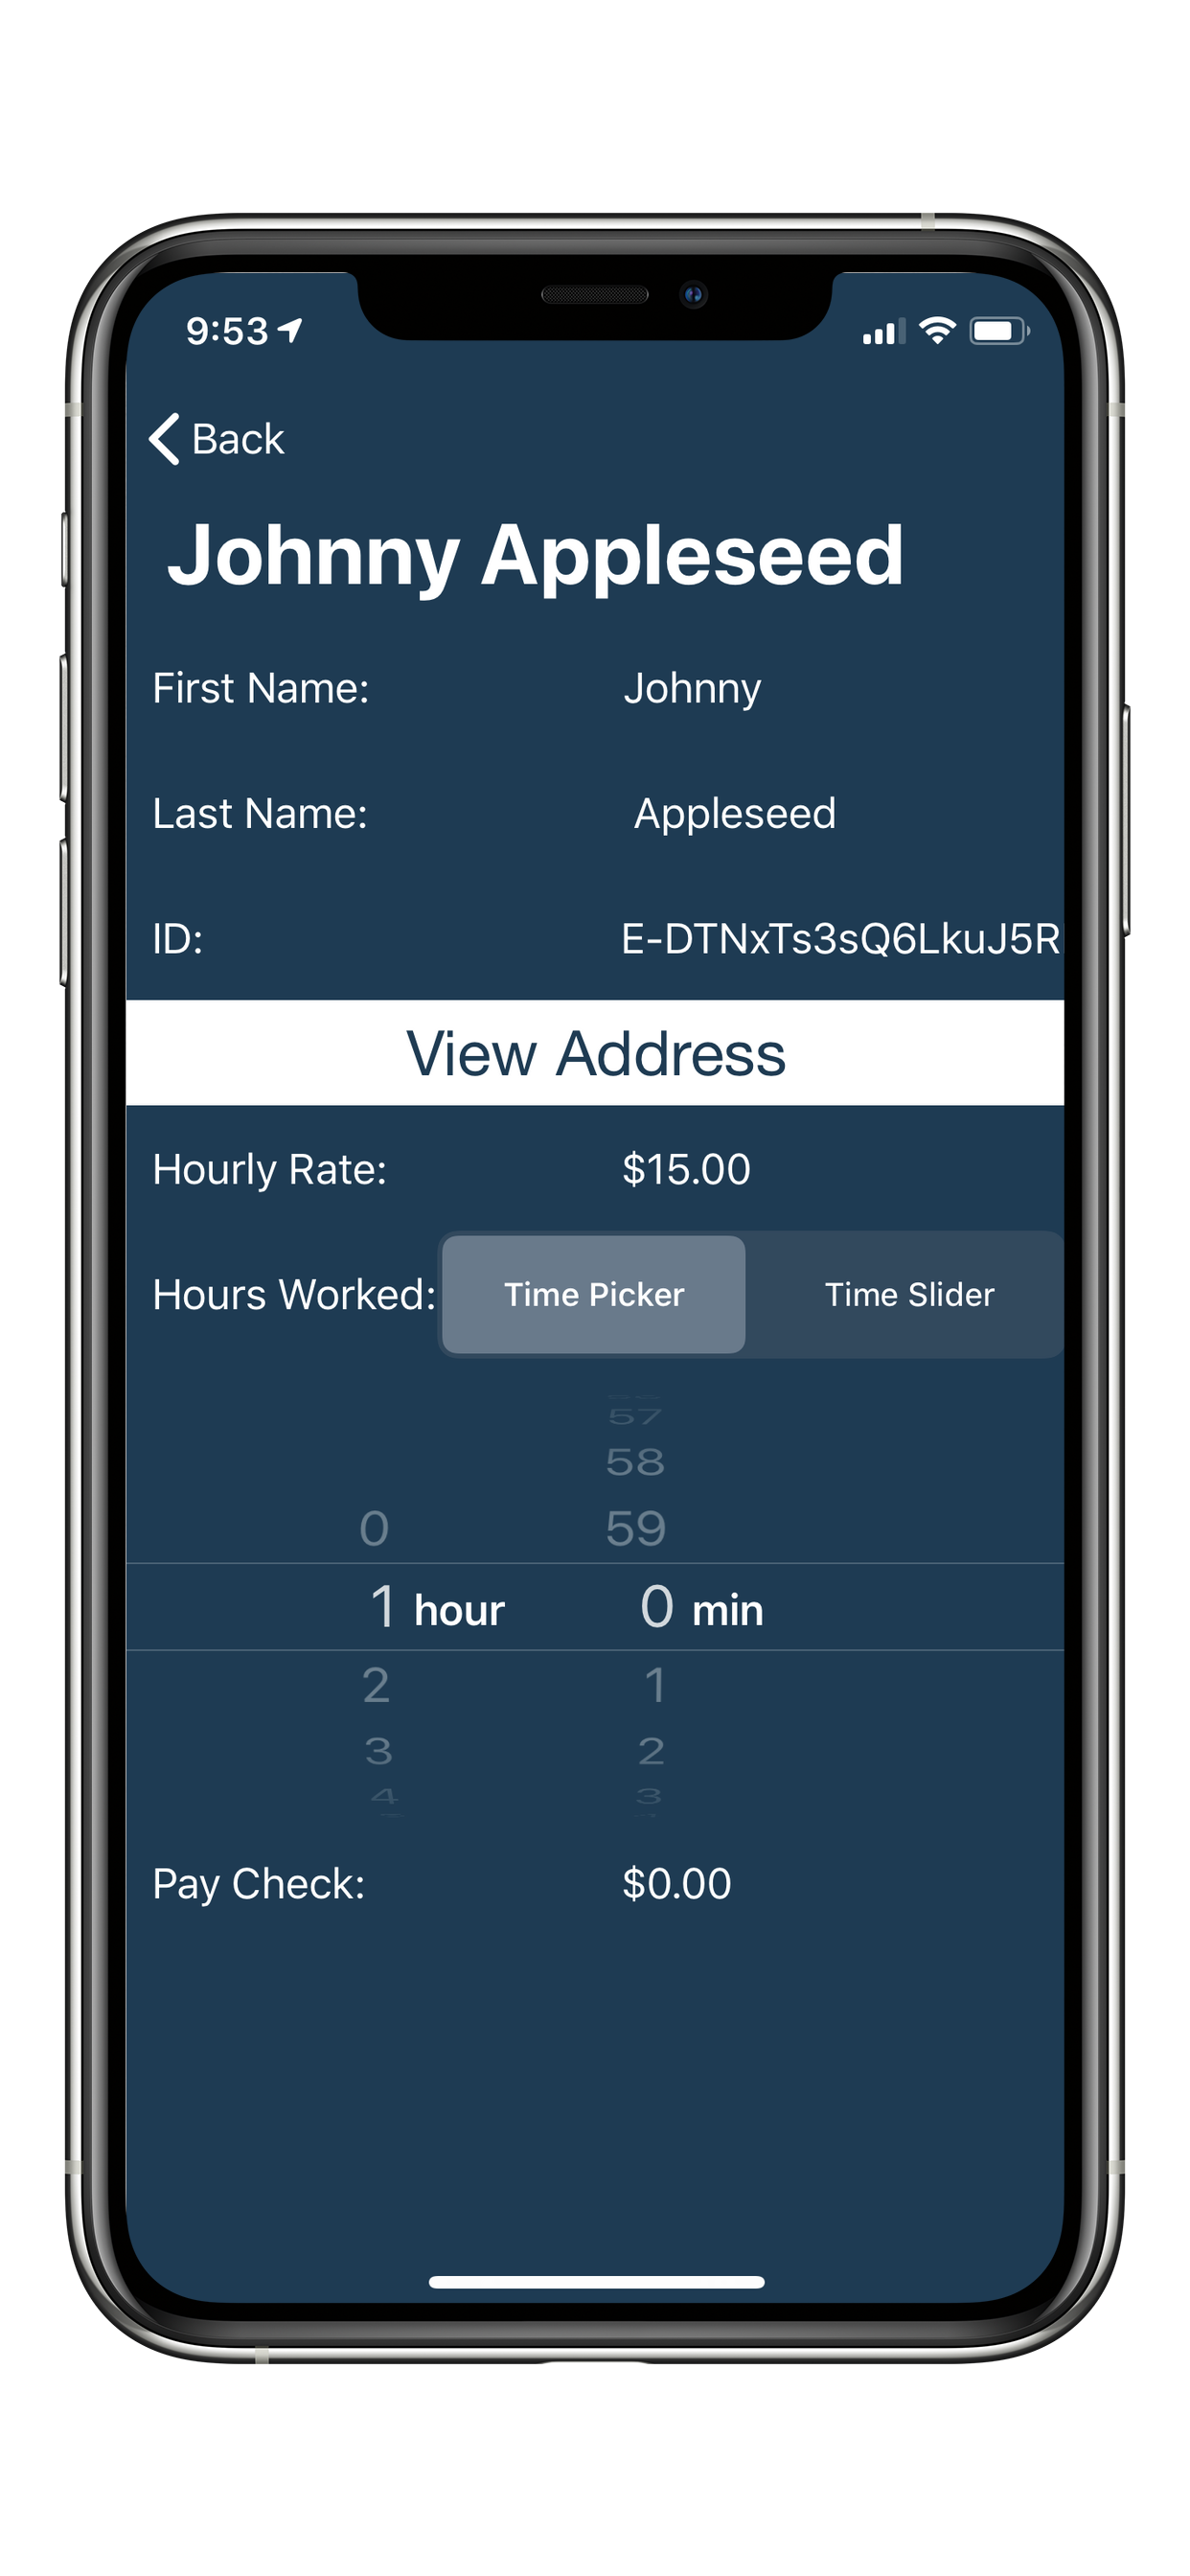 9:53
Back
Johnny Appleseed
First Name: Johnny
Last Name: Appleseed
ID: E-DTNxTs3sQ6LkuJ5R
View Address
Hourly Rate: $15.00
Hours Worked: Time Picker Time Slider
57
58
0 59
1 hour 0 min
2 1
3 2
4 3
Pay Check: $0.00